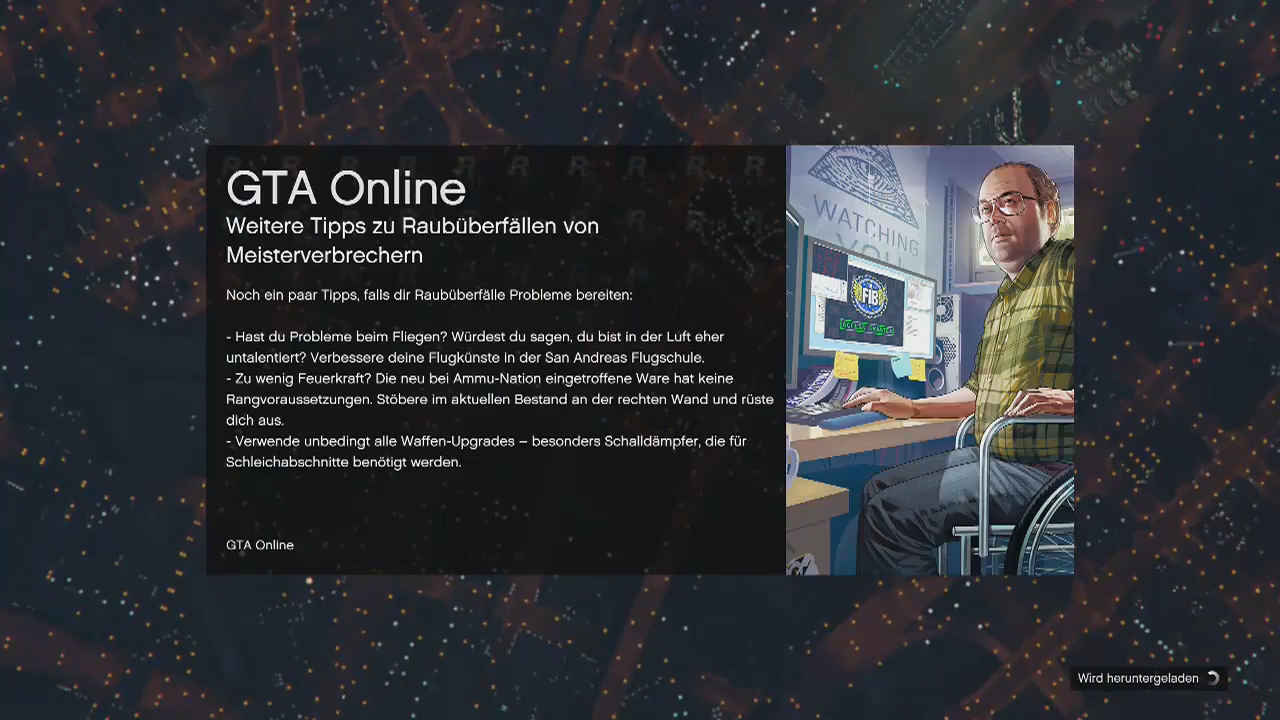 GTA Online
Weitere Tipps zu Raubüberfällen von
Meisterverbrechern
Noch ein paar Tipps, falls dir Raubüberfälle Probleme bereiten:
- Hast du Probleme beim Fliegen? Würdest du sagen, du bist in der Luft eher
untalentiert? Verbessere deine Flugkünste in der San Andreas Flugschule.
- Zu wenig Feuerkraft? Die neu bei Ammu-Nation eingetroffene Ware hat keine
Rangvoraussetzungen. Stöbere im aktuellen Bestand an der rechten Wand und rüste
dich aus.
- Verwende unbedingt alle Waffen-Upgrades – besonders Schalldämpfer, die für
Schleichabschnitte benötigt werden.
GTA Online
WATCHING
YOU
FIB
Wird heruntergeladen